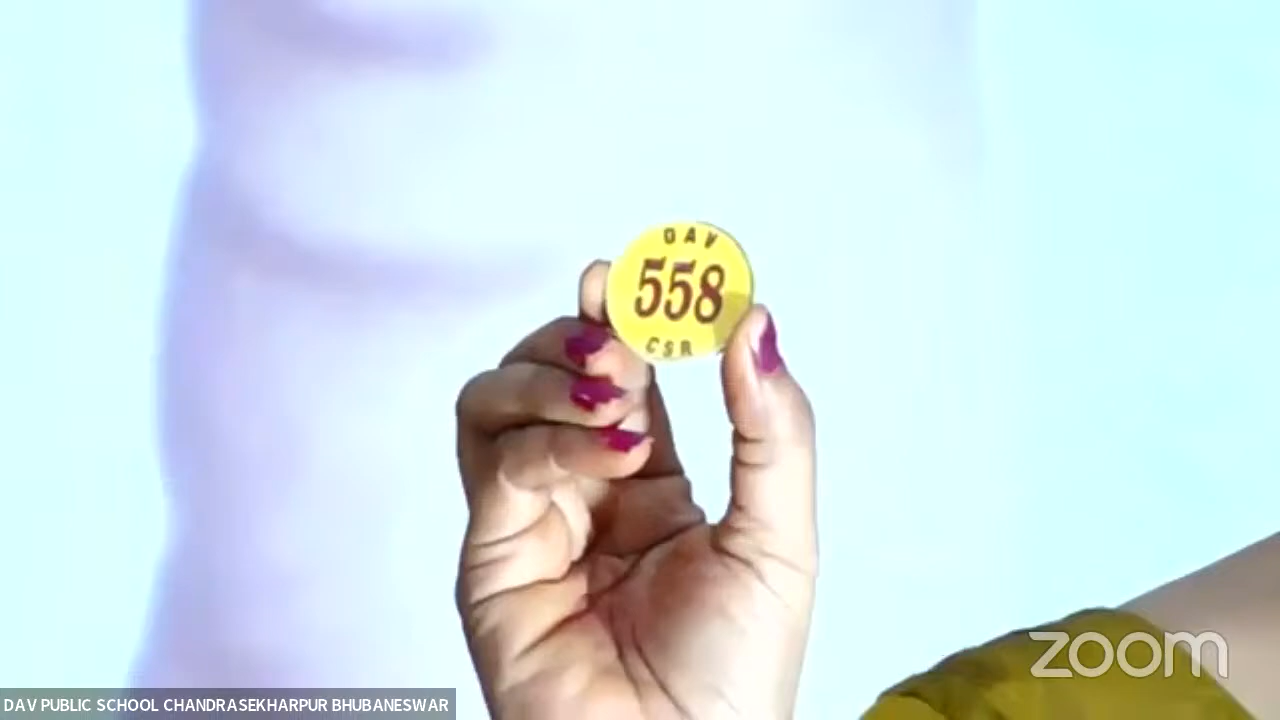 DAV
558
CSR
zoom
DAV PUBLIC SCHOOL CHANDRASEKHARPUR BHUBANESWAR